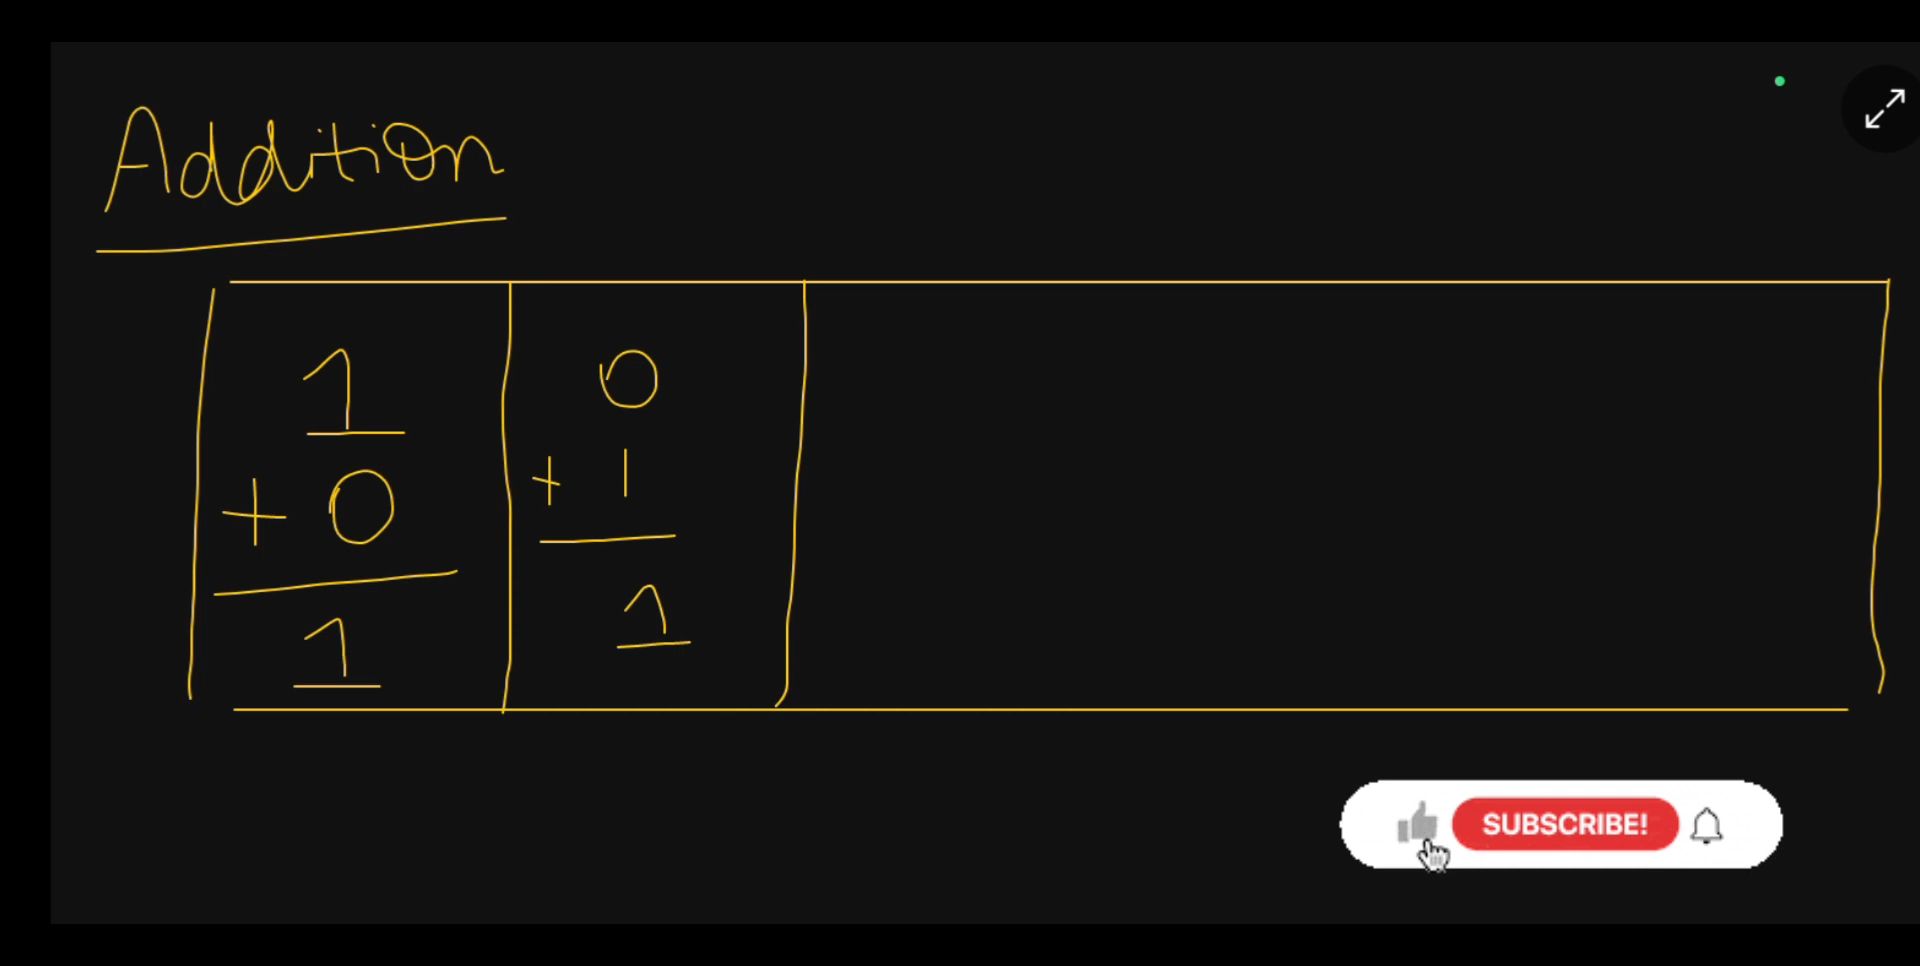 Addition
1 0
+ 0 + 1
1 1
SUBSCRIBE!